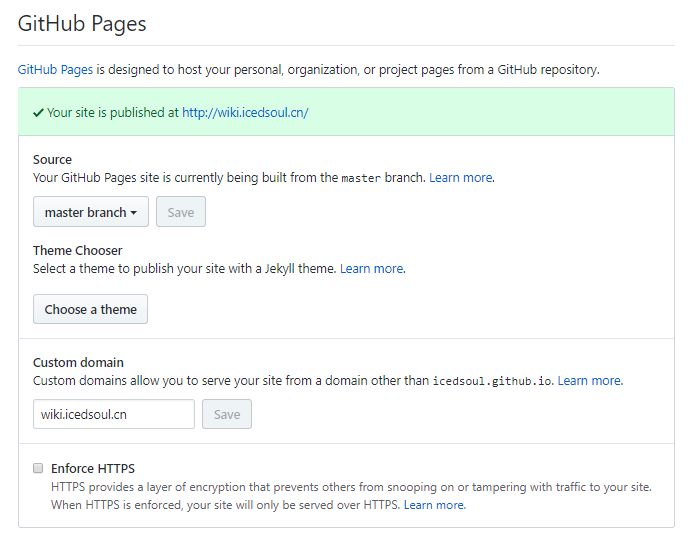 GitHub Pages
GitHub Pages is designed to host your personal, organization, or project pages from a GitHub repository.
Your site is published at http://wiki.icedsoul.cn/
Source
Your GitHub Pages site is currently being built from the master branch. Learn more.
master branch
Save
Theme Chooser
Select a theme to publish your site with a Jekyll theme. Learn more.
Choose a theme
Custom domain
Custom domains allow you to serve your site from a domain other than icedsoul.github.io. Learn more.
wiki.icedsoul.cn
Save
Enforce HTTPS
HTTPS provides a layer of encryption that prevents others from snooping on or tampering with traffic to your site.
When HTTPS is enforced, your site will only be served over HTTPS. Learn more.